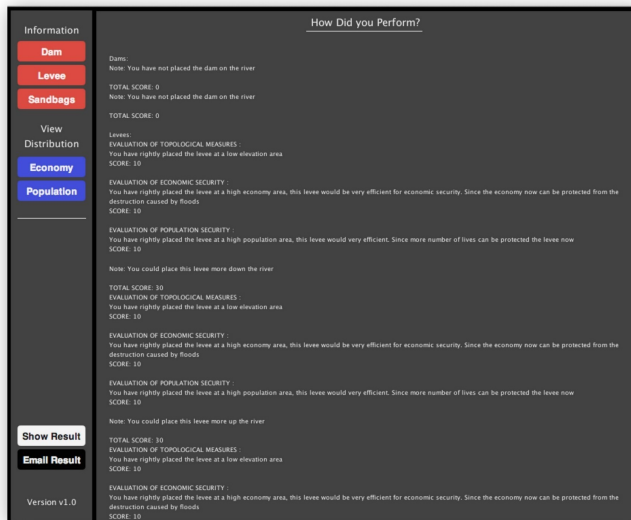 Information
Dam
Levee
Sandbags
View
Distribution
Economy
Population
Show Result
Email Result
Version v1.0
How Did you Perform?
Dams:
Note: You have not placed the dam on the river
TOTAL SCORE: 0
Note: You have not placed the dam on the river
TOTAL SCORE: 0
Levees:
EVALUATION OF TOPOLOGICAL MEASURES :
You have rightly placed the levee at a low elevation area
SCORE: 10
EVALUATION OF ECONOMIC SECURITY :
You have rightly placed the levee at a high economy area, this levee would be very efficient for economic security. Since the economy now can be protected from the
destruction caused by floods
SCORE: 10
EVALUATION OF POPULATION SECURITY :
You have rightly placed the levee at a high population area, this levee would very efficient. Since more number of lives can be protected the levee now
SCORE: 10
Note: You could place this levee more down the river
TOTAL SCORE: 30
EVALUATION OF TOPOLOGICAL MEASURES :
You have rightly placed the levee at a low elevation area
SCORE: 10
EVALUATION OF ECONOMIC SECURITY :
You have rightly placed the levee at a high economy area, this levee would be very efficient for economic security. Since the economy now can be protected from the
destruction caused by floods
SCORE: 10
EVALUATION OF POPULATION SECURITY :
You have rightly placed the levee at a high population area, this levee would very efficient. Since more number of lives can be protected the levee now
SCORE: 10
Note: You could place this levee more up the river
TOTAL SCORE: 30
EVALUATION OF TOPOLOGICAL MEASURES :
You have rightly placed the levee at a low elevation area
SCORE: 10
EVALUATION OF ECONOMIC SECURITY :
You have rightly placed the levee at a high economy area, this levee would be very efficient for economic security. Since the economy now can be protected from the
destruction caused by floods
SCORE: 10